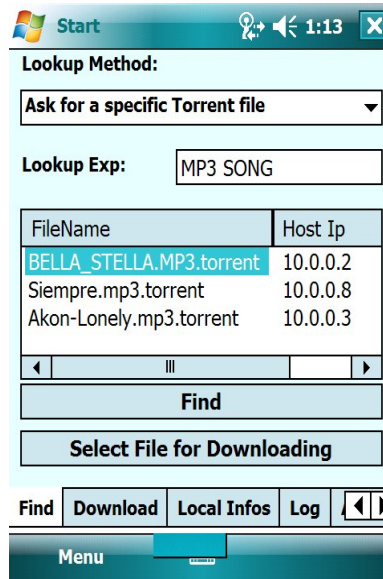 Start 1:13
Lookup Method:
Ask for a specific Torrent file
Lookup Exp: MP3 SONG
FileName Host Ip
BELLA_STELLA.MP3.torrent 10.0.0.2
Siempre.mp3.torrent 10.0.0.8
Akon-Lonely.mp3.torrent 10.0.0.3
Find
Select File for Downloading
Find Download Local Infos Log
Menu